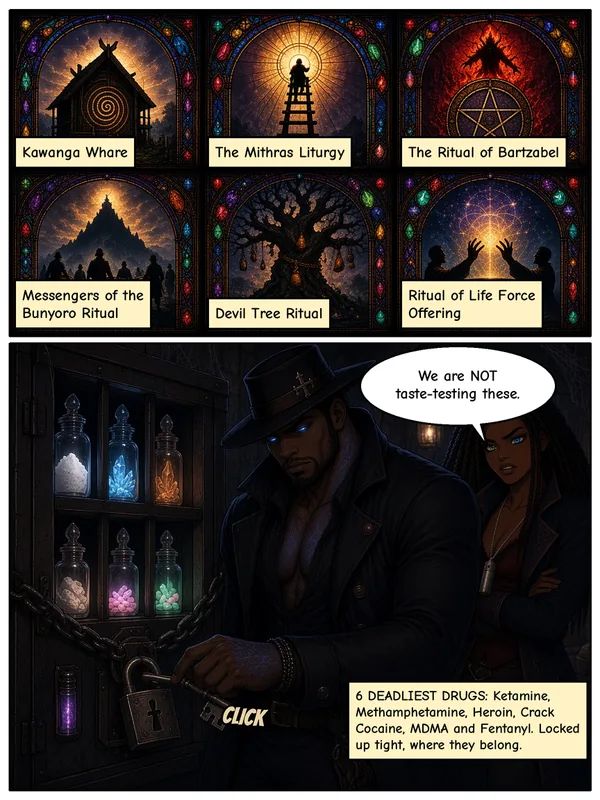 Kawanga Whare
The Mithras Liturgy
The Ritual of Bartzabel
Messengers of the
Bunyoro Ritual
Devil Tree Ritual
Ritual of Life Force
Offering
We are NOT
taste-testing these.
CLICK
6 DEADLIEST DRUGS: Ketamine,
Methamphetamine, Heroin, Crack
Cocaine, MDMA and Fentanyl. Locked
up tight, where they belong.